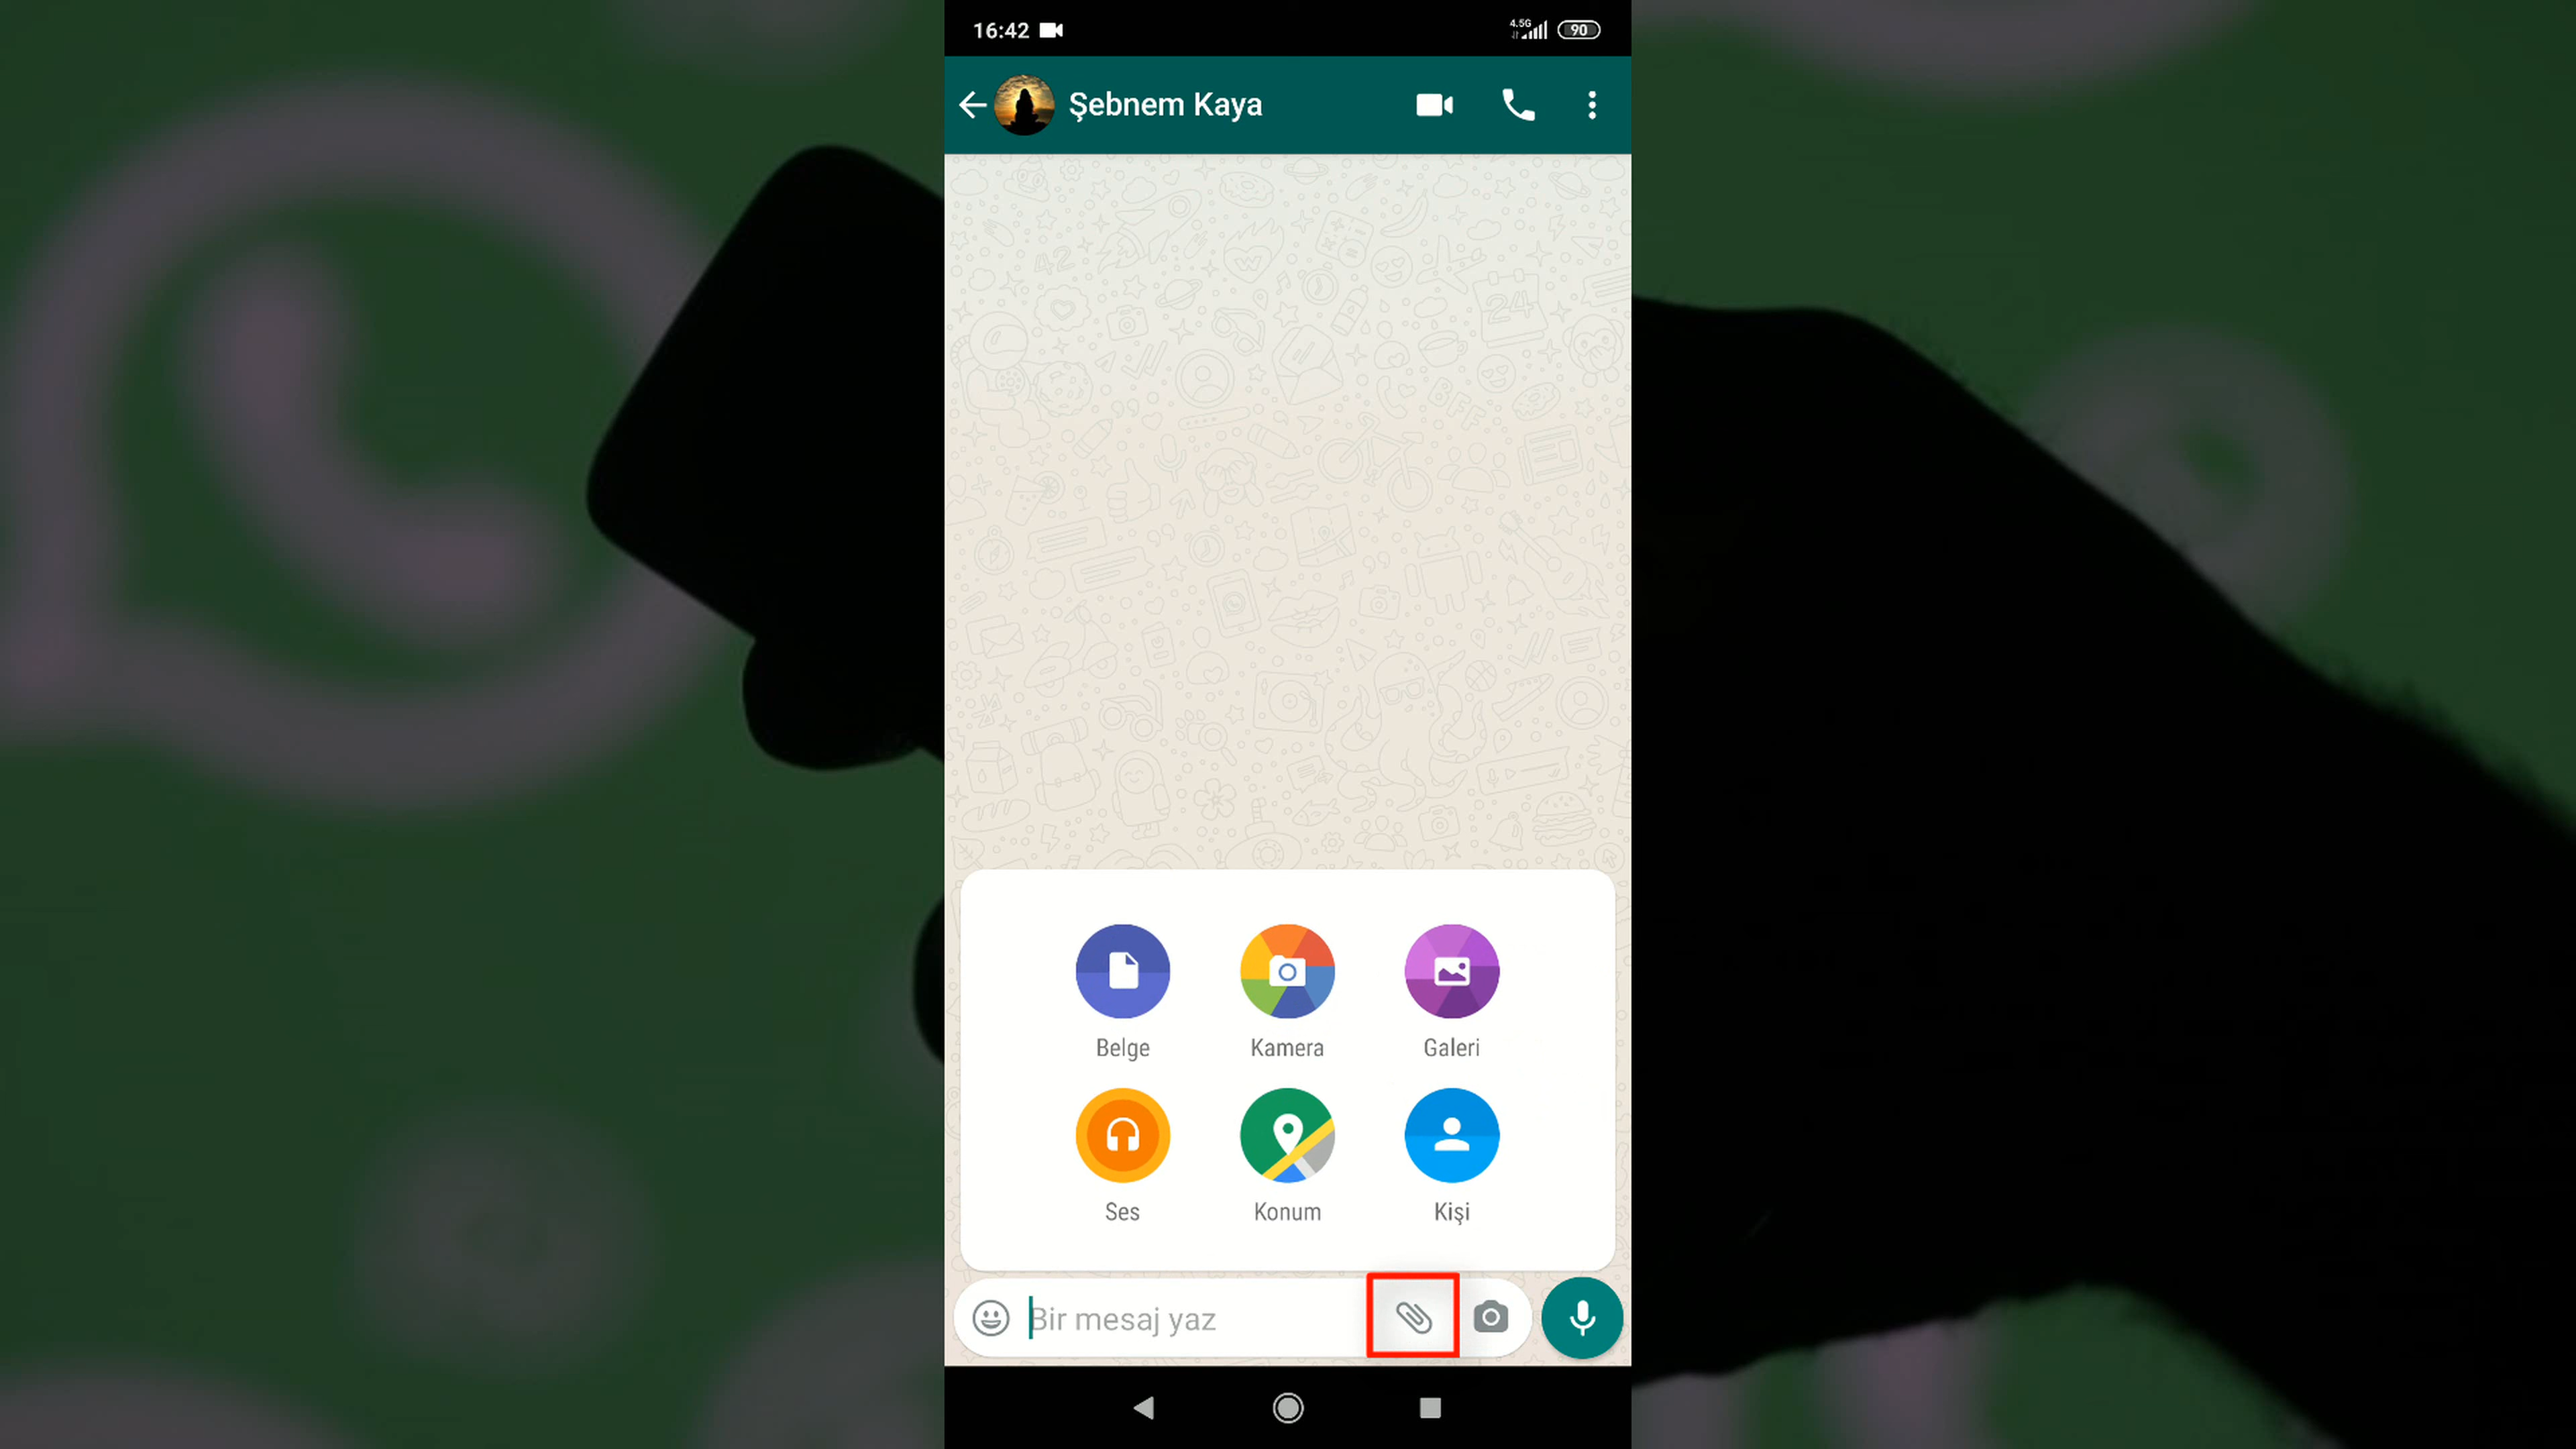 16:42
4.5G
90
Şebnem Kaya
Belge
Kamera
Galeri
Ses
Konum
Kişi
Bir mesaj yaz